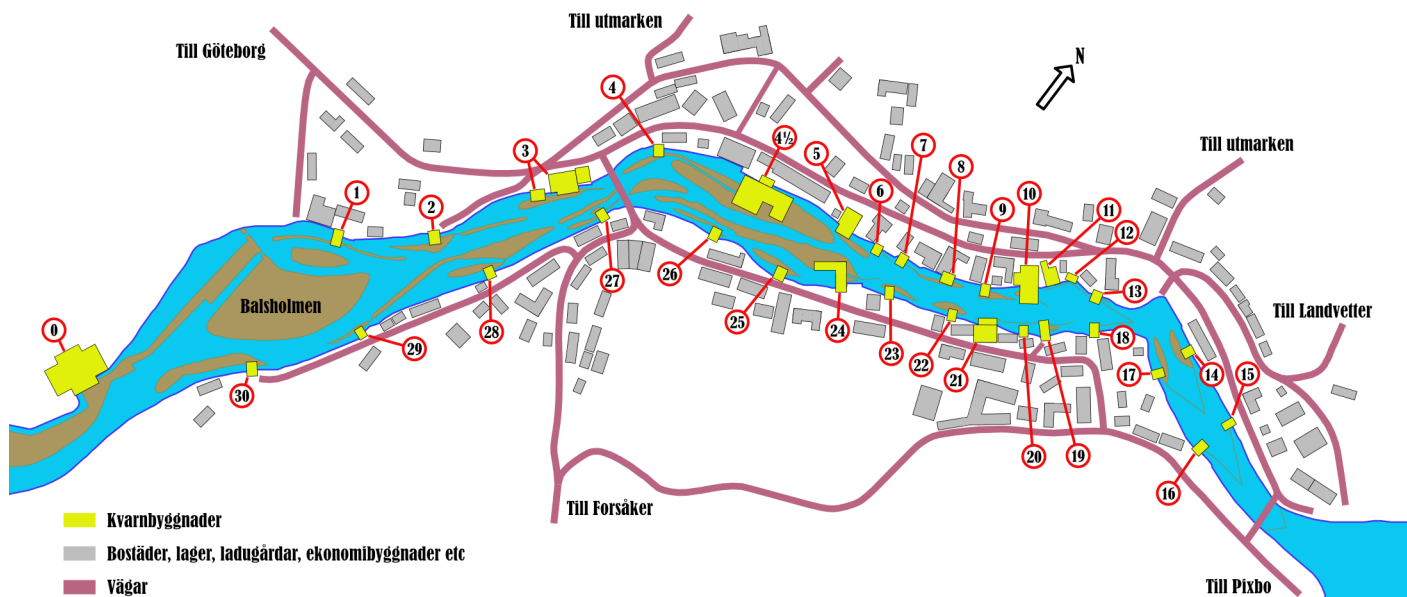 Till utmarken
Till Göteborg
N
4
4½
3
5
6
7
8
9
10
11
12
13
Till utmarken
1
2
Balsholmen
0
27
26
28
29
30
25
24
23
22
21
20
19
18
17
16
14
15
Till Landvetter
Till Forsåker
Till Pixbo
Kvarnbyggnader
Bostäder, lager, ladugårdar, ekonomibyggnader etc
Vägar